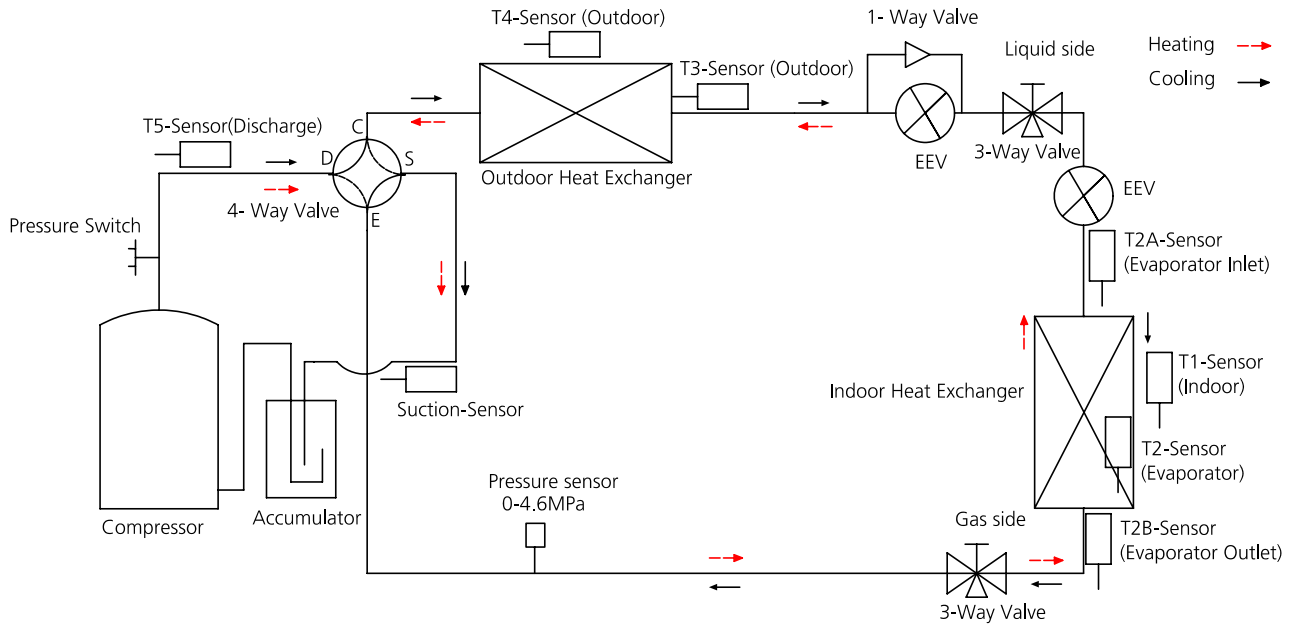 T4-Sensor (Outdoor)
1- Way Valve
Liquid side
Heating
Cooling
T3-Sensor (Outdoor)
T5-Sensor(Discharge)
C
D
S
E
4- Way Valve
Outdoor Heat Exchanger
EEV
3-Way Valve
EEV
Pressure Switch
T2A-Sensor
(Evaporator Inlet)
T1-Sensor
(Indoor)
Indoor Heat Exchanger
Suction-Sensor
T2-Sensor
(Evaporator)
Pressure sensor
0-4.6MPa
Compressor
Accumulator
Gas side
T2B-Sensor
(Evaporator Outlet)
3-Way Valve